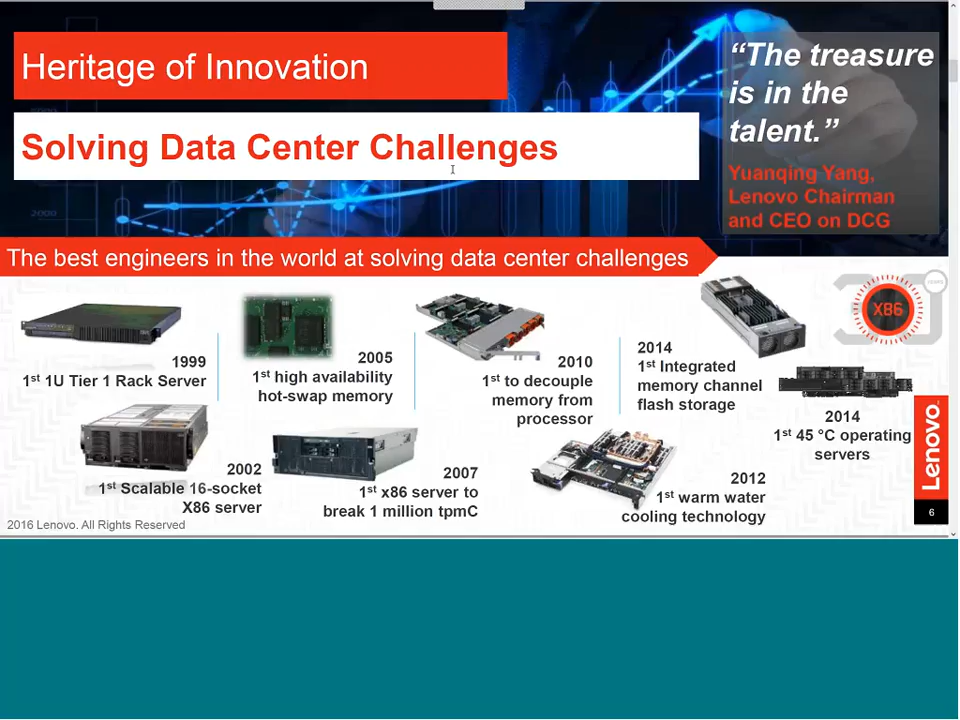 Heritage of Innovation
Solving Data Center Challenges
“The treasure
is in the
talent.”
Yuanqing Yang,
Lenovo Chairman
and CEO on DCG
The best engineers in the world at solving data center challenges
1999
1st 1U Tier 1 Rack Server
2005
1st high availability
hot-swap memory
2010
1st to decouple
memory from
processor
2014
1st Integrated
memory channel
flash storage
X86
2014
1st 45 °C operating
servers
2002
1st Scalable 16-socket
X86 server
2007
1st x86 server to
break 1 million tpmC
2012
1st warm water
cooling technology
Lenovo
2016 Lenovo. All Rights Reserved
6